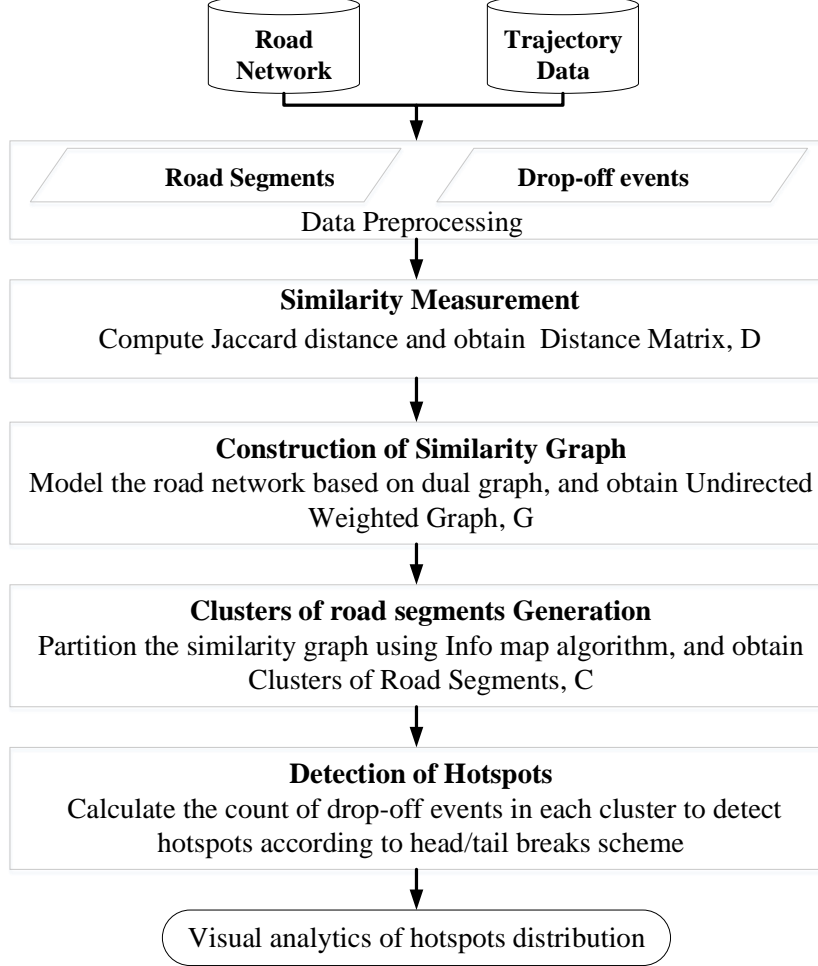 Road
Network
Trajectory
Data
Road Segments
Drop-off events
Data Preprocessing
Similarity Measurement
Compute Jaccard distance and obtain Distance Matrix, D
Construction of Similarity Graph
Model the road network based on dual graph, and obtain Undirected
Weighted Graph, G
Clusters of road segments Generation
Partition the similarity graph using Info map algorithm, and obtain
Clusters of Road Segments, C
Detection of Hotspots
Calculate the count of drop-off events in each cluster to detect
hotspots according to head/tail breaks scheme
Visual analytics of hotspots distribution